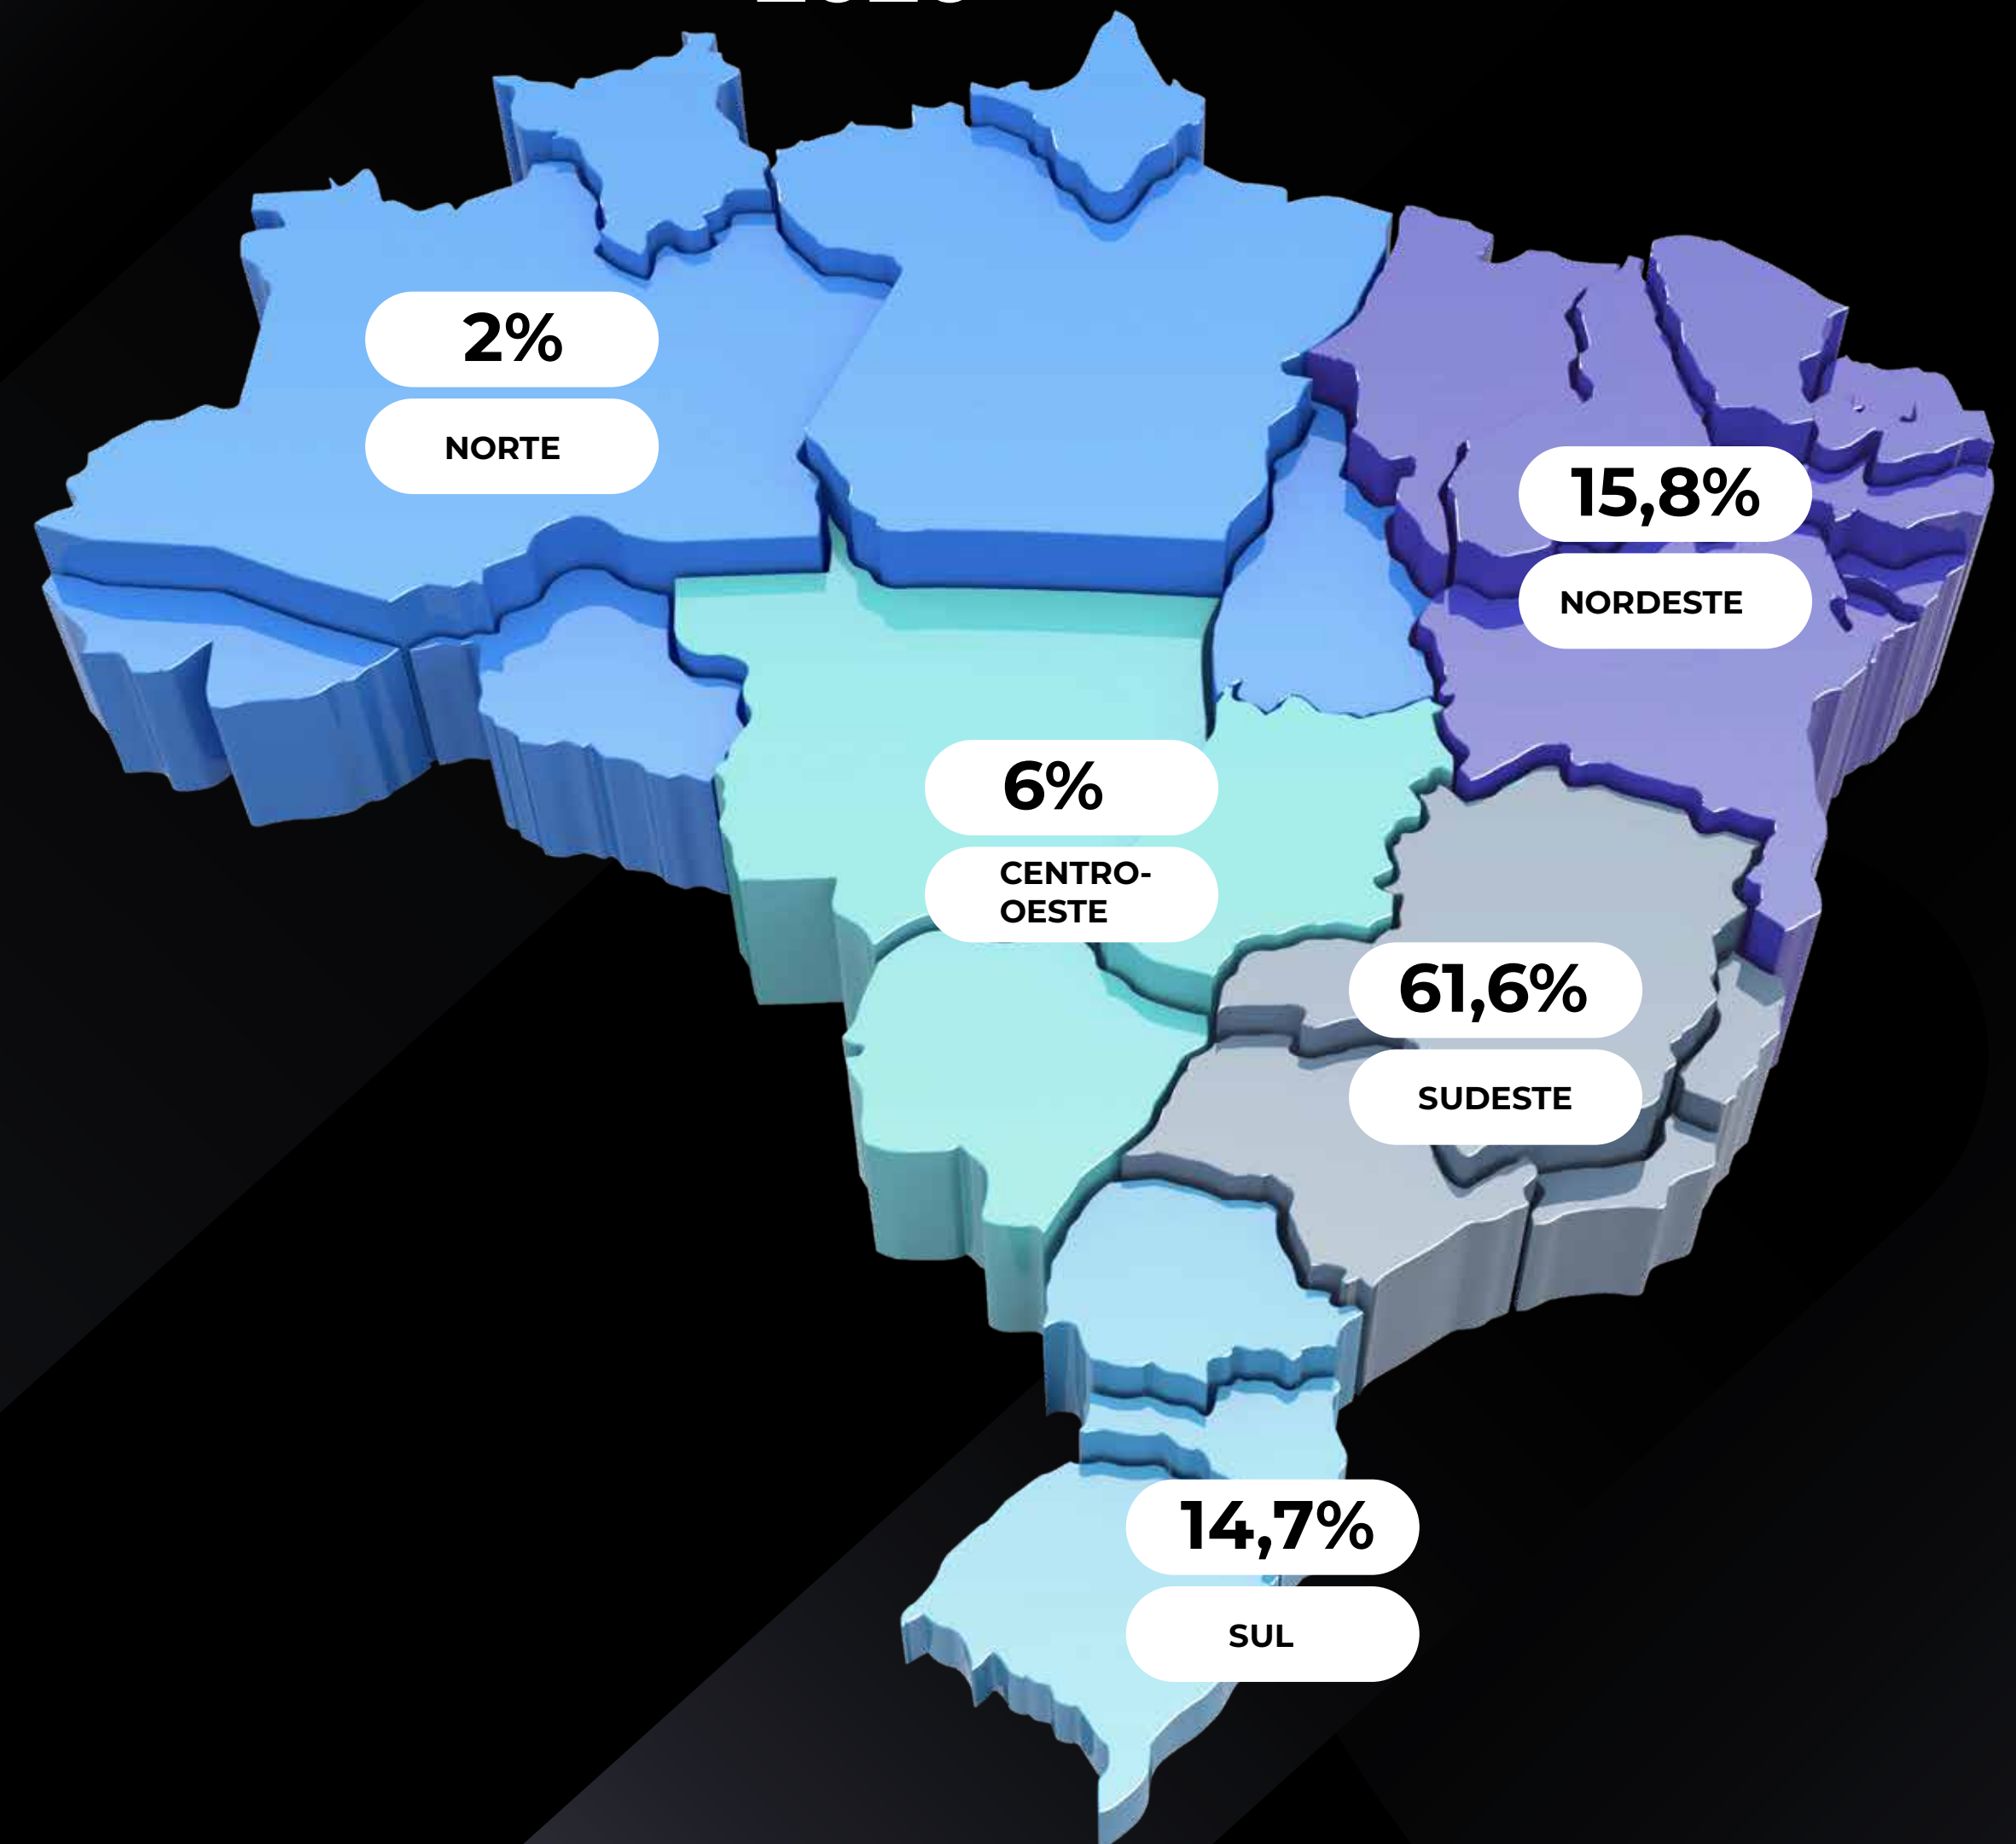 2%
NORTE
15,8%
NORDESTE
6%
CENTRO-
OESTE
61,6%
SUDESTE
14,7%
SUL